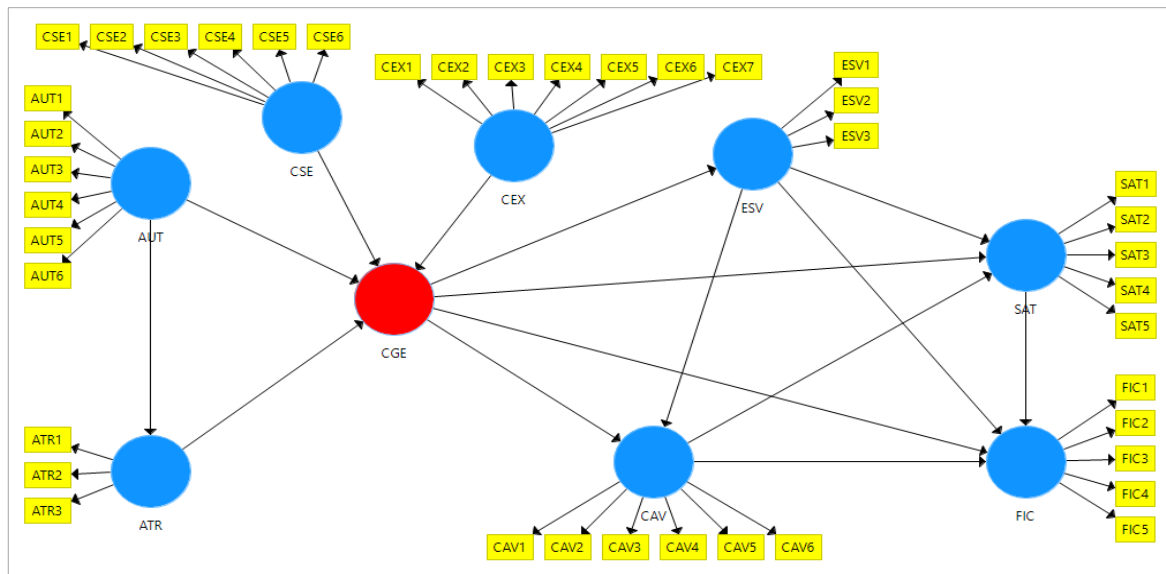 CSE1
CSE2
CSE3
CSE4
CSE5
CSE6
CSE
CEX1
CEX2
CEX3
CEX4
CEX5
CEX6
CEX7
CEX
ESV1
ESV2
ESV3
ESV
AUT1
AUT2
AUT3
AUT4
AUT5
AUT6
AUT
CGE
SAT1
SAT2
SAT3
SAT4
SAT5
SAT
ATR1
ATR2
ATR3
ATR
CAV
CAV1
CAV2
CAV3
CAV4
CAV5
CAV6
FIC1
FIC2
FIC3
FIC4
FIC5
FIC